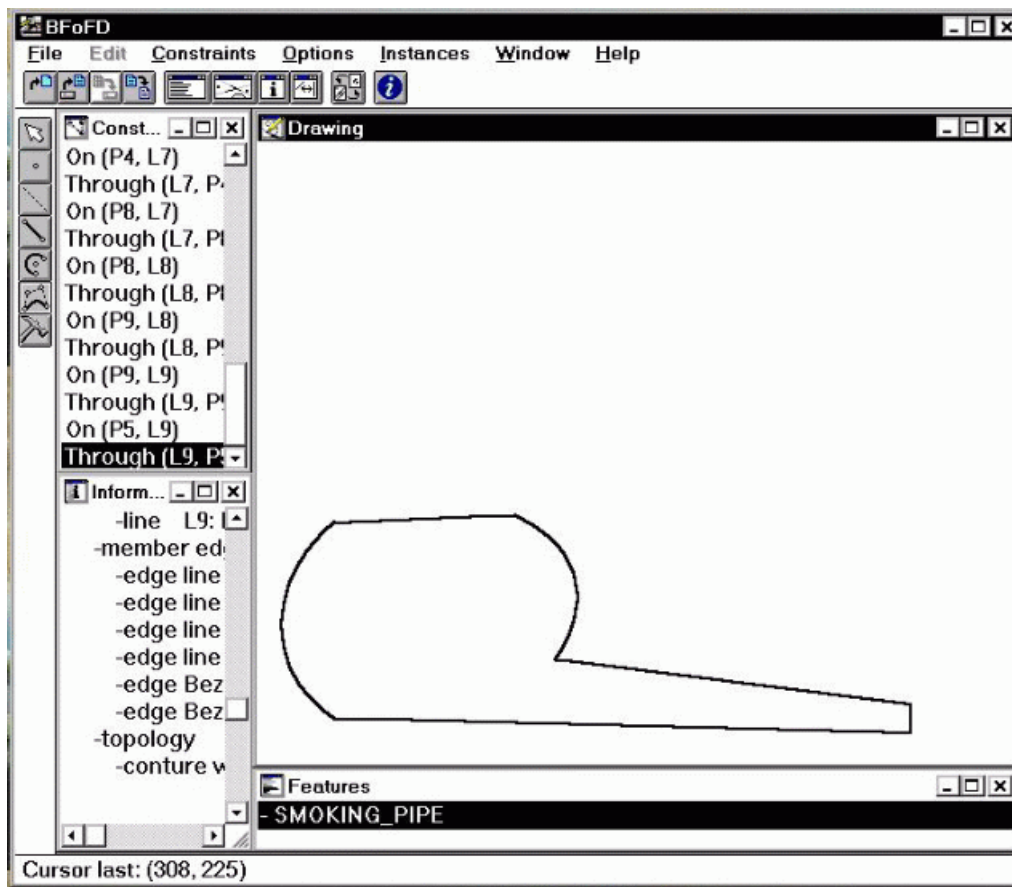 BFoFD
File Edit Constraints Options Instances Window Help
Const...
On (P4, L7)
Through (L7, P4
On (P8, L7)
Through (L7, P
On (P8, L8)
Through (L8, P
On (P9, L8)
Through (L8, P
On (P9, L9)
Through (L9, P
On (P5, L9)
Through (L9, P5
Inform...
-line L9:
-member ed
-edge line
-edge line
-edge line
-edge line
-edge Bez
-edge Bez
-topology
-conture w
Drawing
Features
- SMOKING_PIPE
Cursor last: (308, 225)